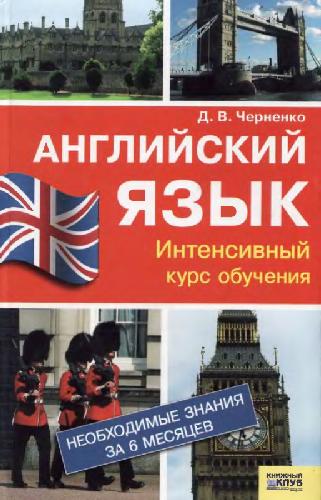 Д. В. Черненко
АНГЛИЙСКИЙ
ЯЗЫК
Интенсивный
курс обучения
НЕОБХОДИМЫЕ ЗНАНИЯ
ЗА 6 МЕСЯЦЕВ
КНИЖНЫЙ
КЛУБ